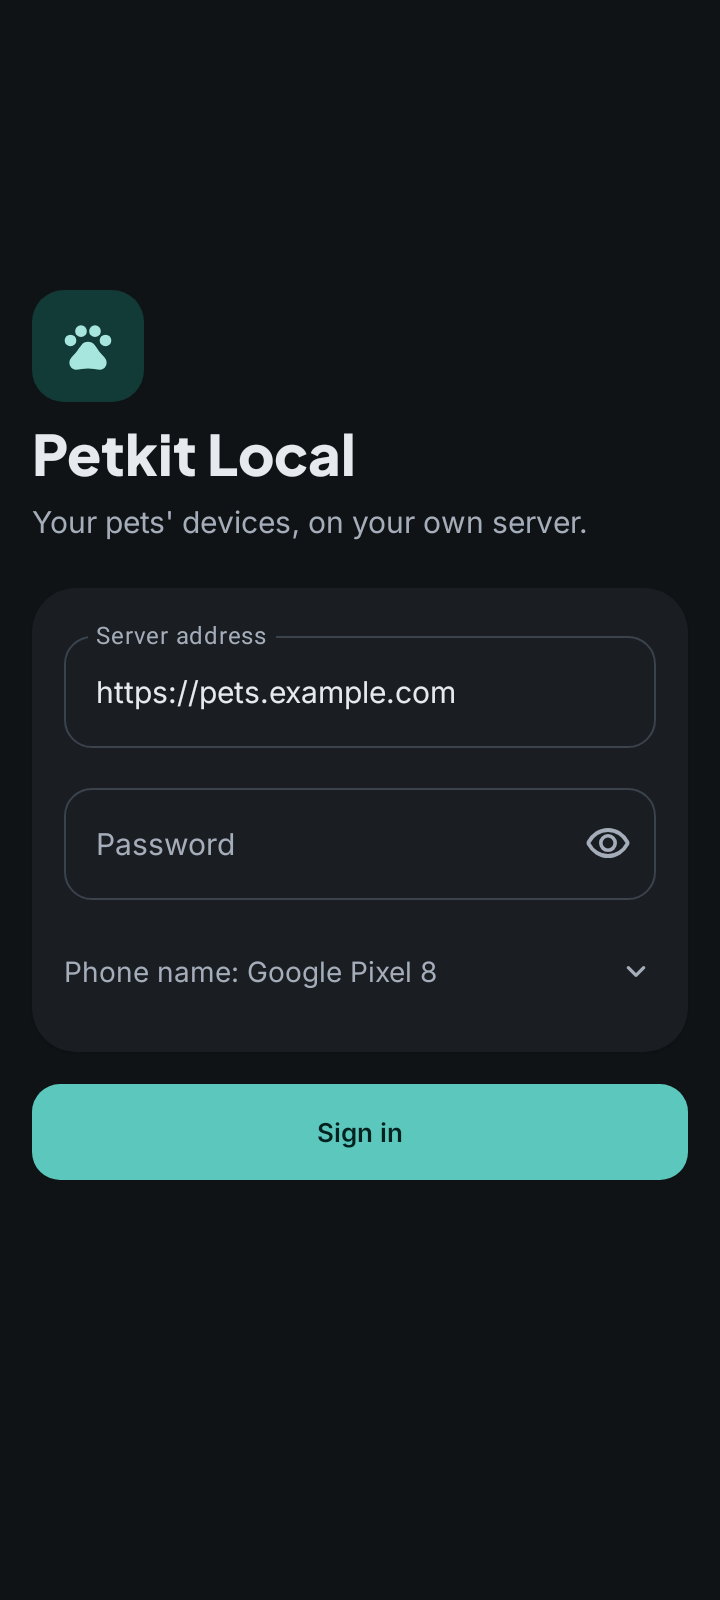 Petkit Local
Your pets' devices, on your own server.
Server address
https://pets.example.com
Password
Phone name: Google Pixel 8
Sign in